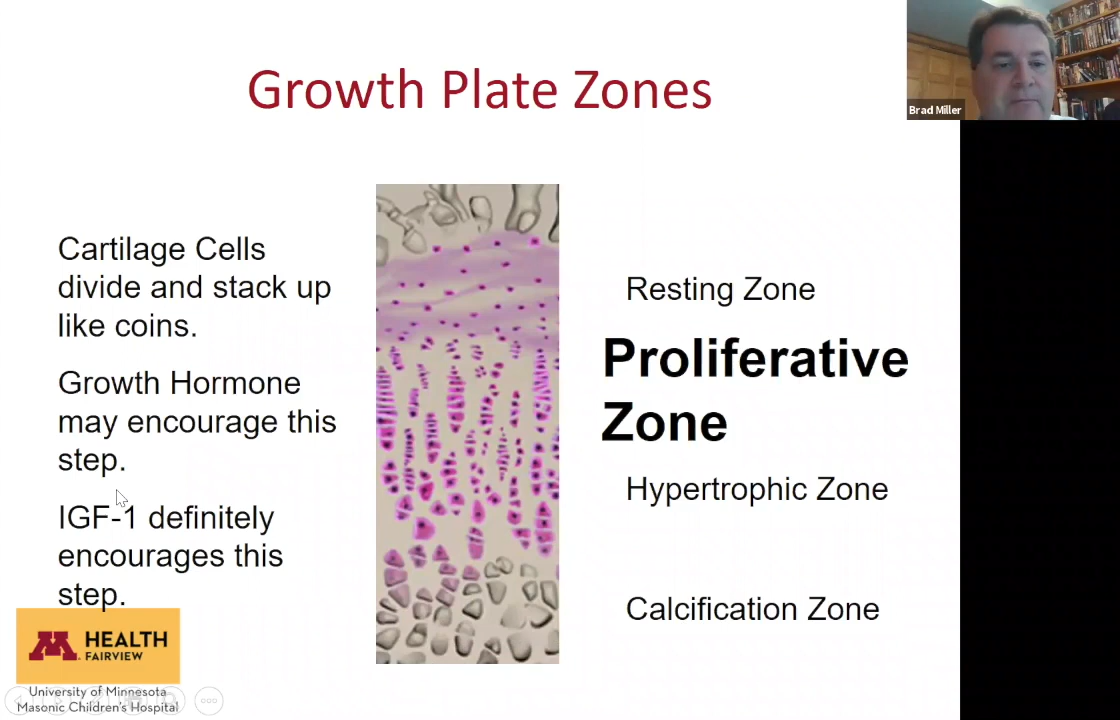 Growth Plate Zones
Brad Miller
Cartilage Cells
divide and stack up
like coins.
Growth Hormone
may encourage this
step.
IGF-1 definitely
encourages this
step.
Resting Zone
Proliferative
Zone
Hypertrophic Zone
Calcification Zone
M HEALTH
FAIRVIEW
University of Minnesota
Masonic Children's Hospital